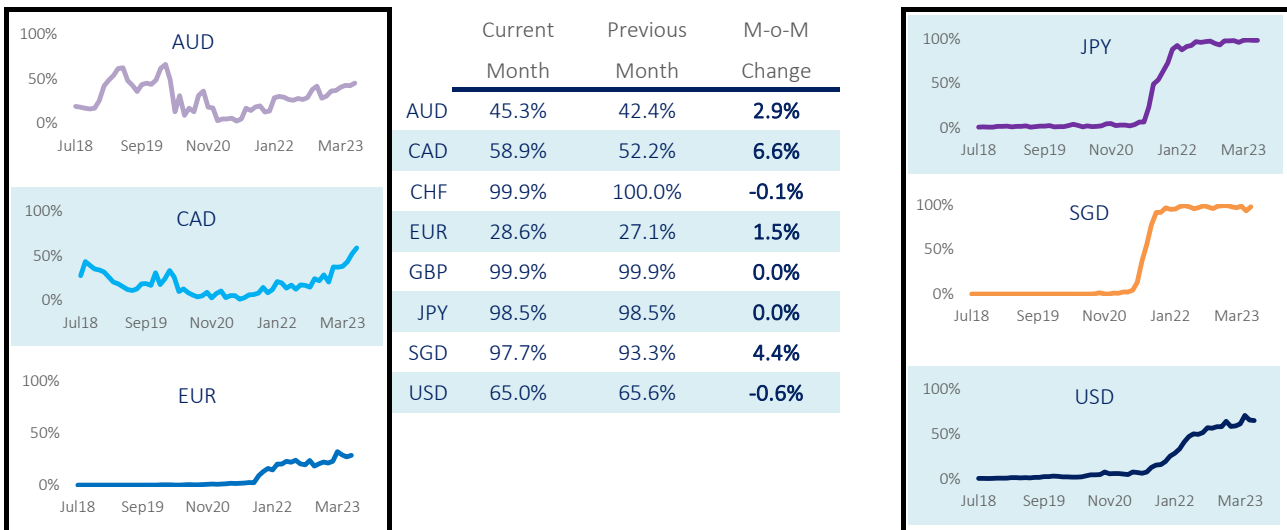 AUD
100%
50%
0%
Jul18 Sep19 Nov20 Jan22 Mar23
CAD
100%
50%
0%
Jul18 Sep19 Nov20 Jan22 Mar23
EUR
100%
50%
0%
Jul18 Sep19 Nov20 Jan22 Mar23
Current Previous M-o-M
Month Month Change
AUD 45.3% 42.4% 2.9%
CAD 58.9% 52.2% 6.6%
CHF 99.9% 100.0% -0.1%
EUR 28.6% 27.1% 1.5%
GBP 99.9% 99.9% 0.0%
JPY 98.5% 98.5% 0.0%
SGD 97.7% 93.3% 4.4%
USD 65.0% 65.6% -0.6%
JPY
100%
50%
0%
Jul18 Sep19 Nov20 Jan22 Mar23
SGD
100%
50%
0%
Jul18 Sep19 Nov20 Jan22 Mar23
USD
100%
50%
0%
Jul18 Sep19 Nov20 Jan22 Mar23